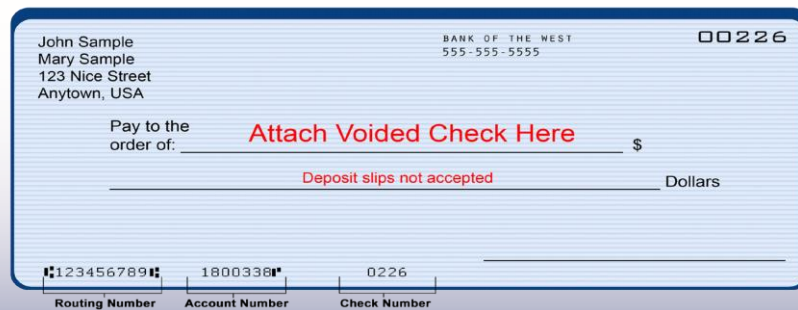 John Sample
Mary Sample
123 Nice Street
Anytown, USA
BANK OF THE WEST
555-555-5555
00226
Pay to the
order of:
Attach Voided Check Here
$
Deposit slips not accepted
Dollars
⑆123456789⑆ 1800338⑈ 0226
Routing Number Account Number Check Number